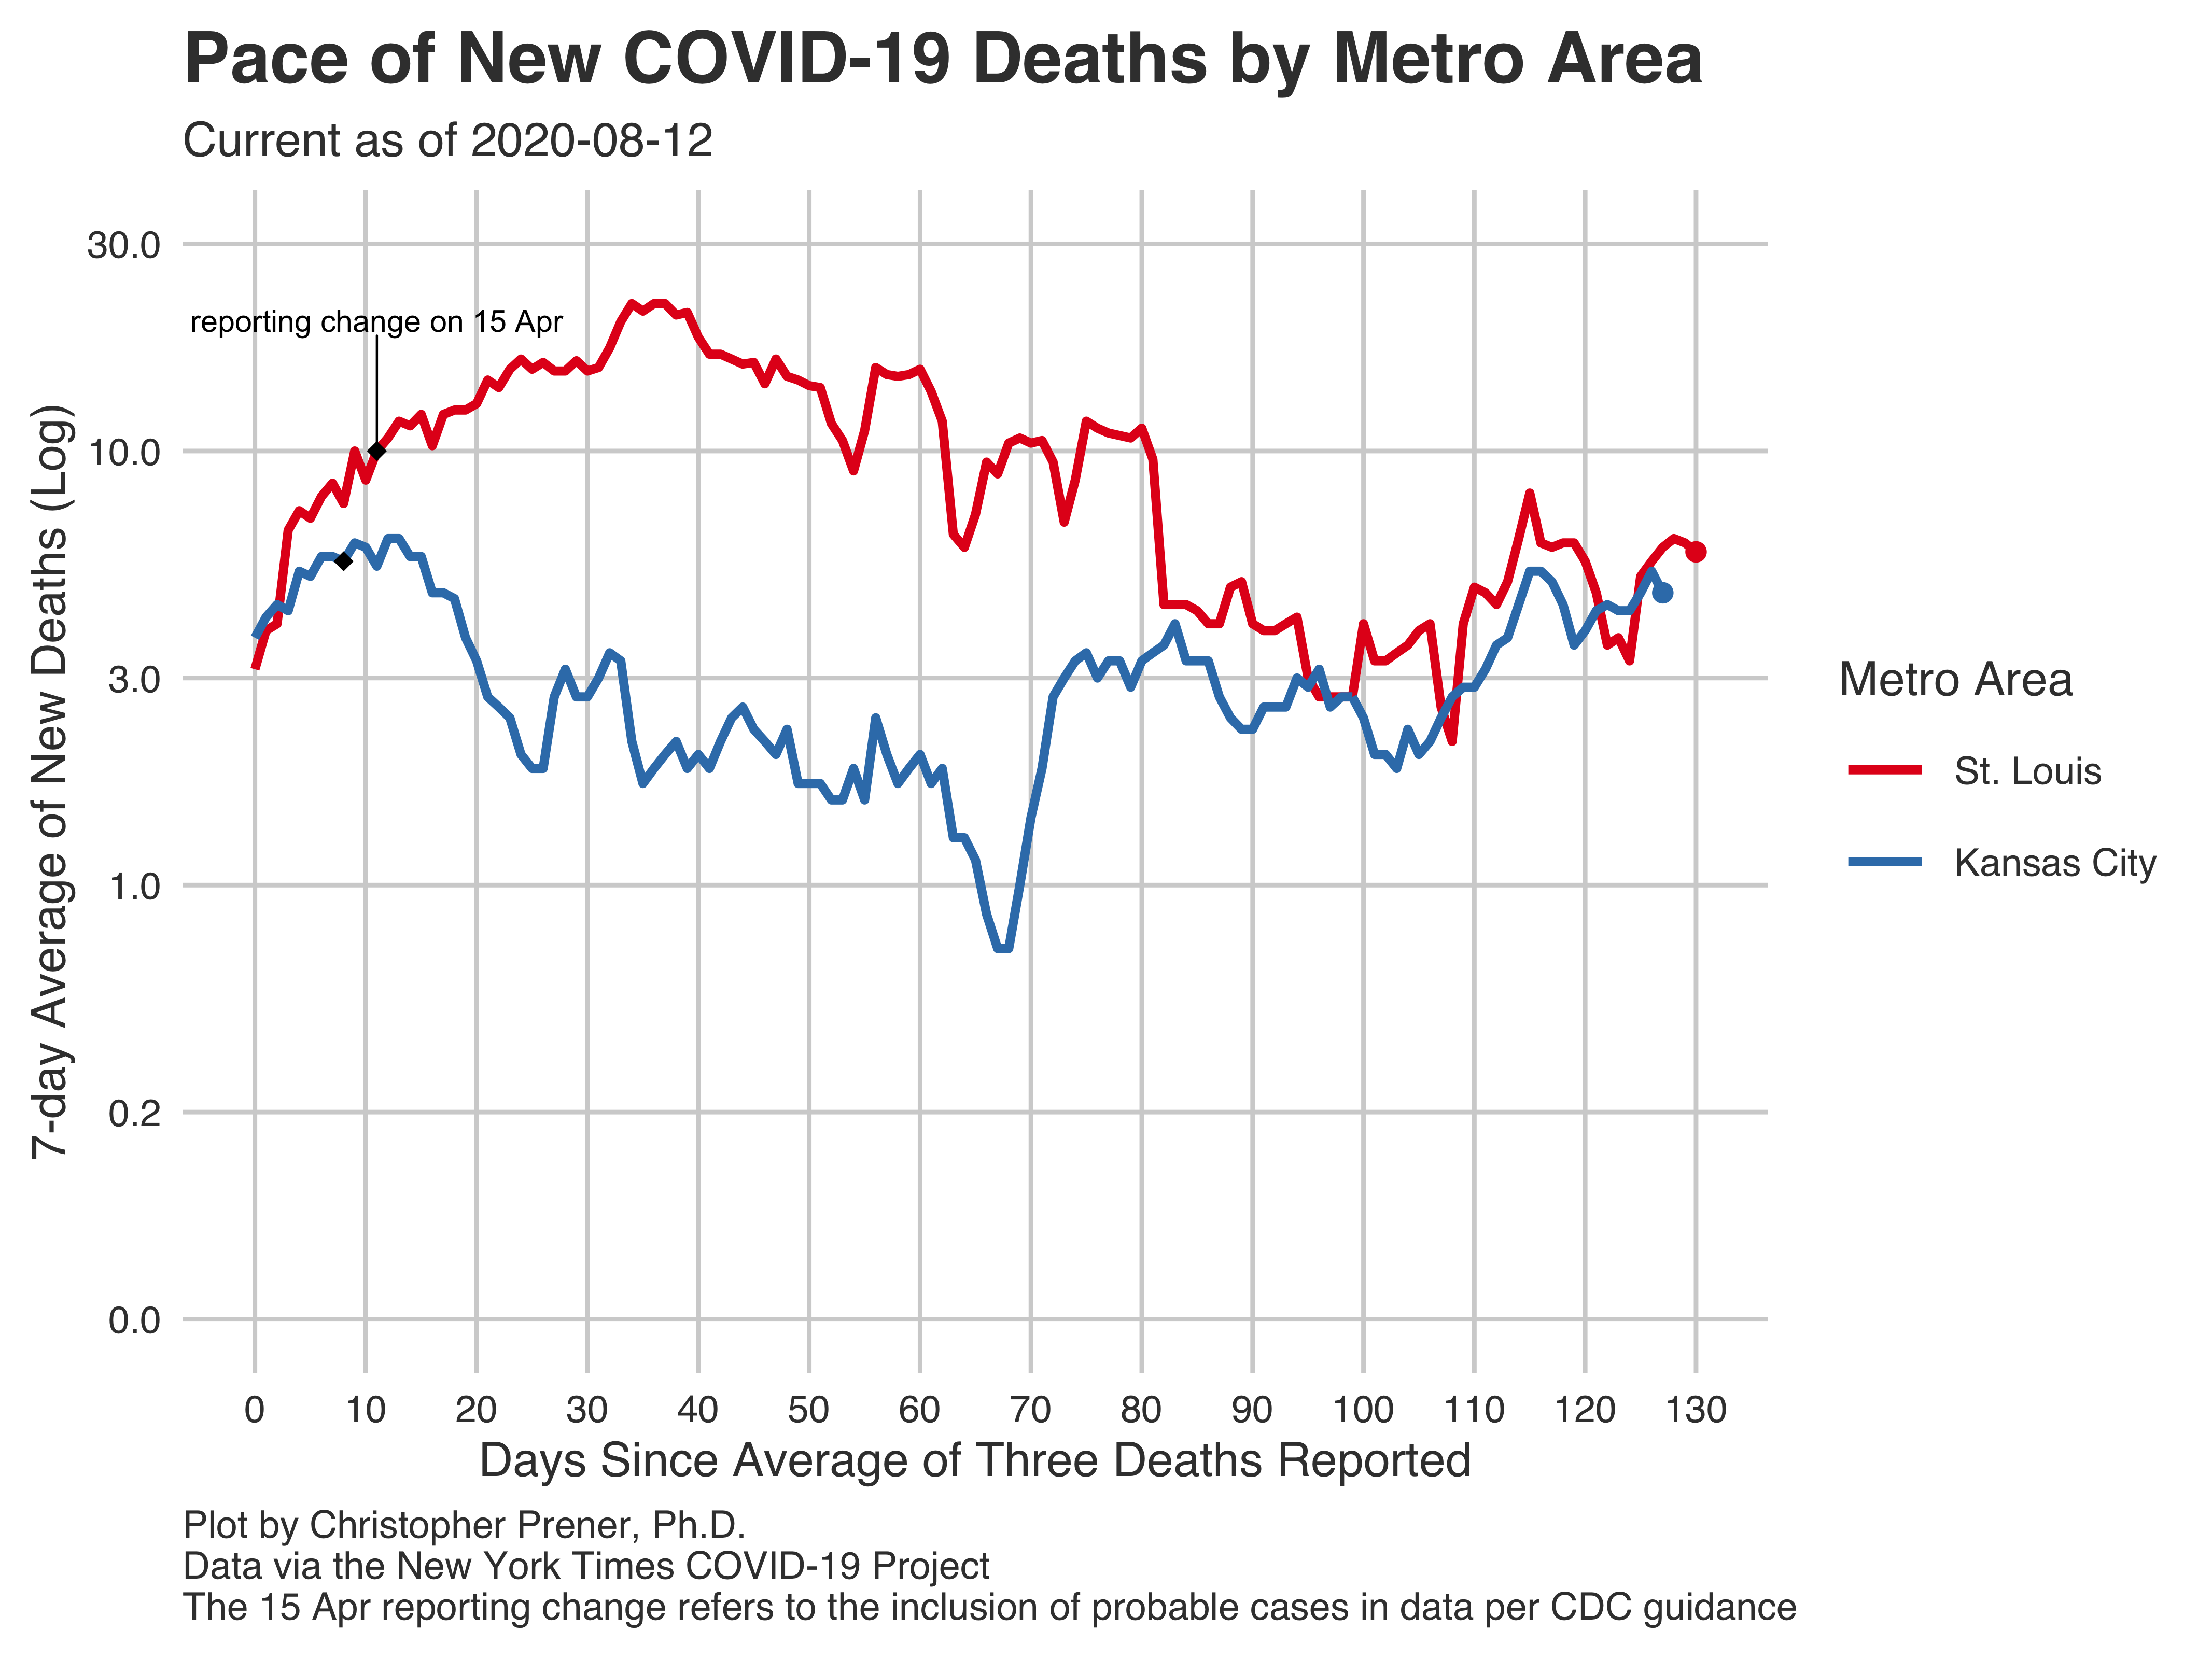 Pace of New COVID-19 Deaths by Metro Area
Current as of 2020-08-12
7-day Average of New Deaths (Log)
30.0
10.0
3.0
1.0
0.2
0.0
reporting change on 15 Apr
Metro Area
St. Louis
Kansas City
0 10 20 30 40 50 60 70 80 90 100 110 120 130
Days Since Average of Three Deaths Reported
Plot by Christopher Prener, Ph.D.
Data via the New York Times COVID-19 Project
The 15 Apr reporting change refers to the inclusion of probable cases in data per CDC guidance